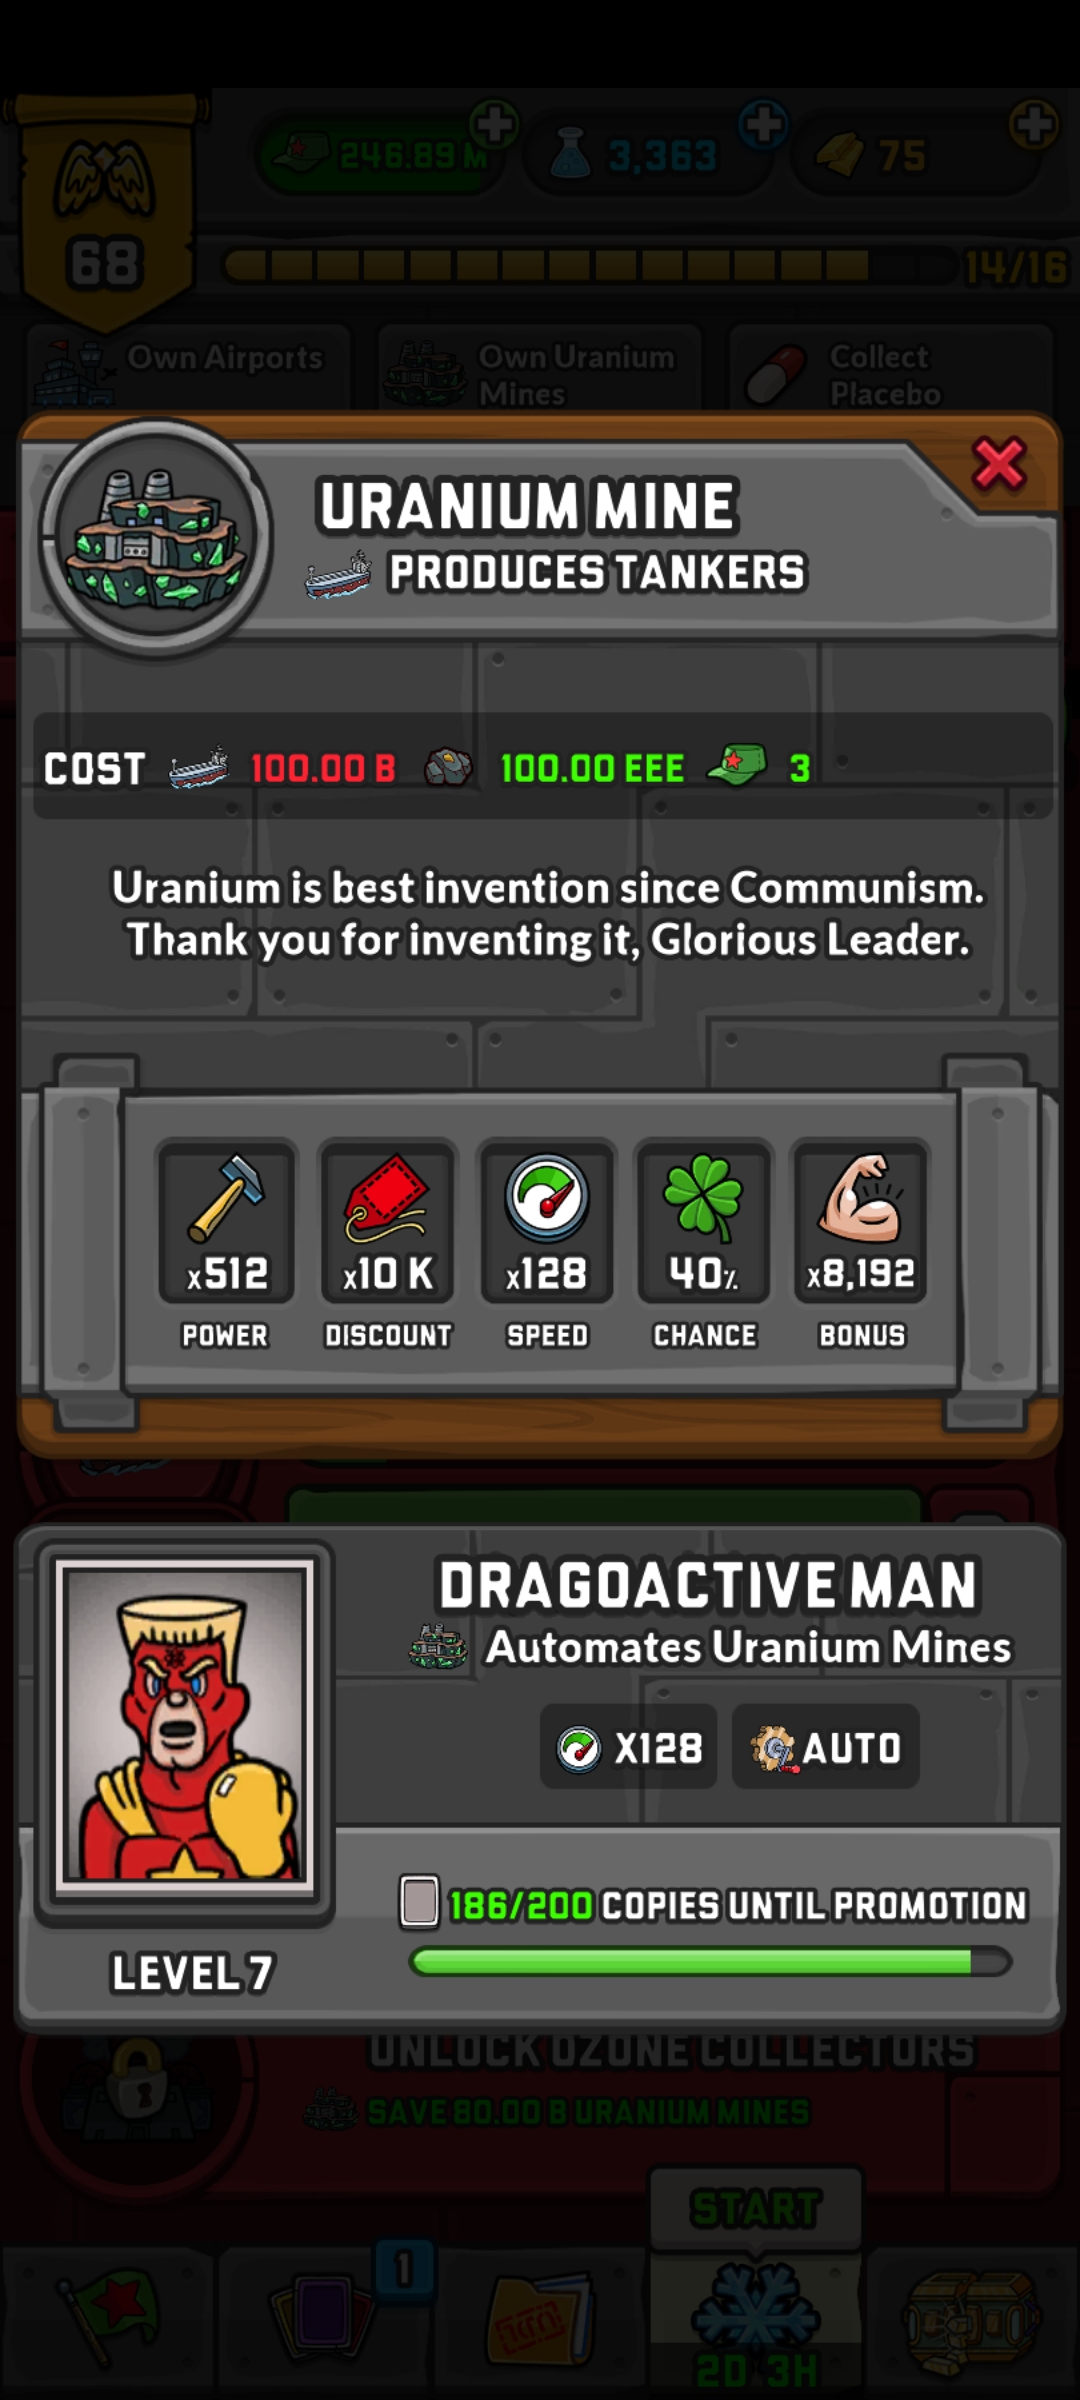 246.89 M
3,363
75
68
14/16
Own Airports
Own Uranium
Mines
Collect
Placebo
URANIUM MINE
PRODUCES TANKERS
COST 100.00 B 100.00 EEE 3
Uranium is best invention since Communism.
Thank you for inventing it, Glorious Leader.
x512
x10 K
x128
40%
x8,192
POWER
DISCOUNT
SPEED
CHANCE
BONUS
DRAGOACTIVE MAN
Automates Uranium Mines
X128
AUTO
186/200 COPIES UNTIL PROMOTION
LEVEL 7
UNLOCK OZONE COLLECTORS
SAVE 80.00 B URANIUM MINES
START
1
2D 3H